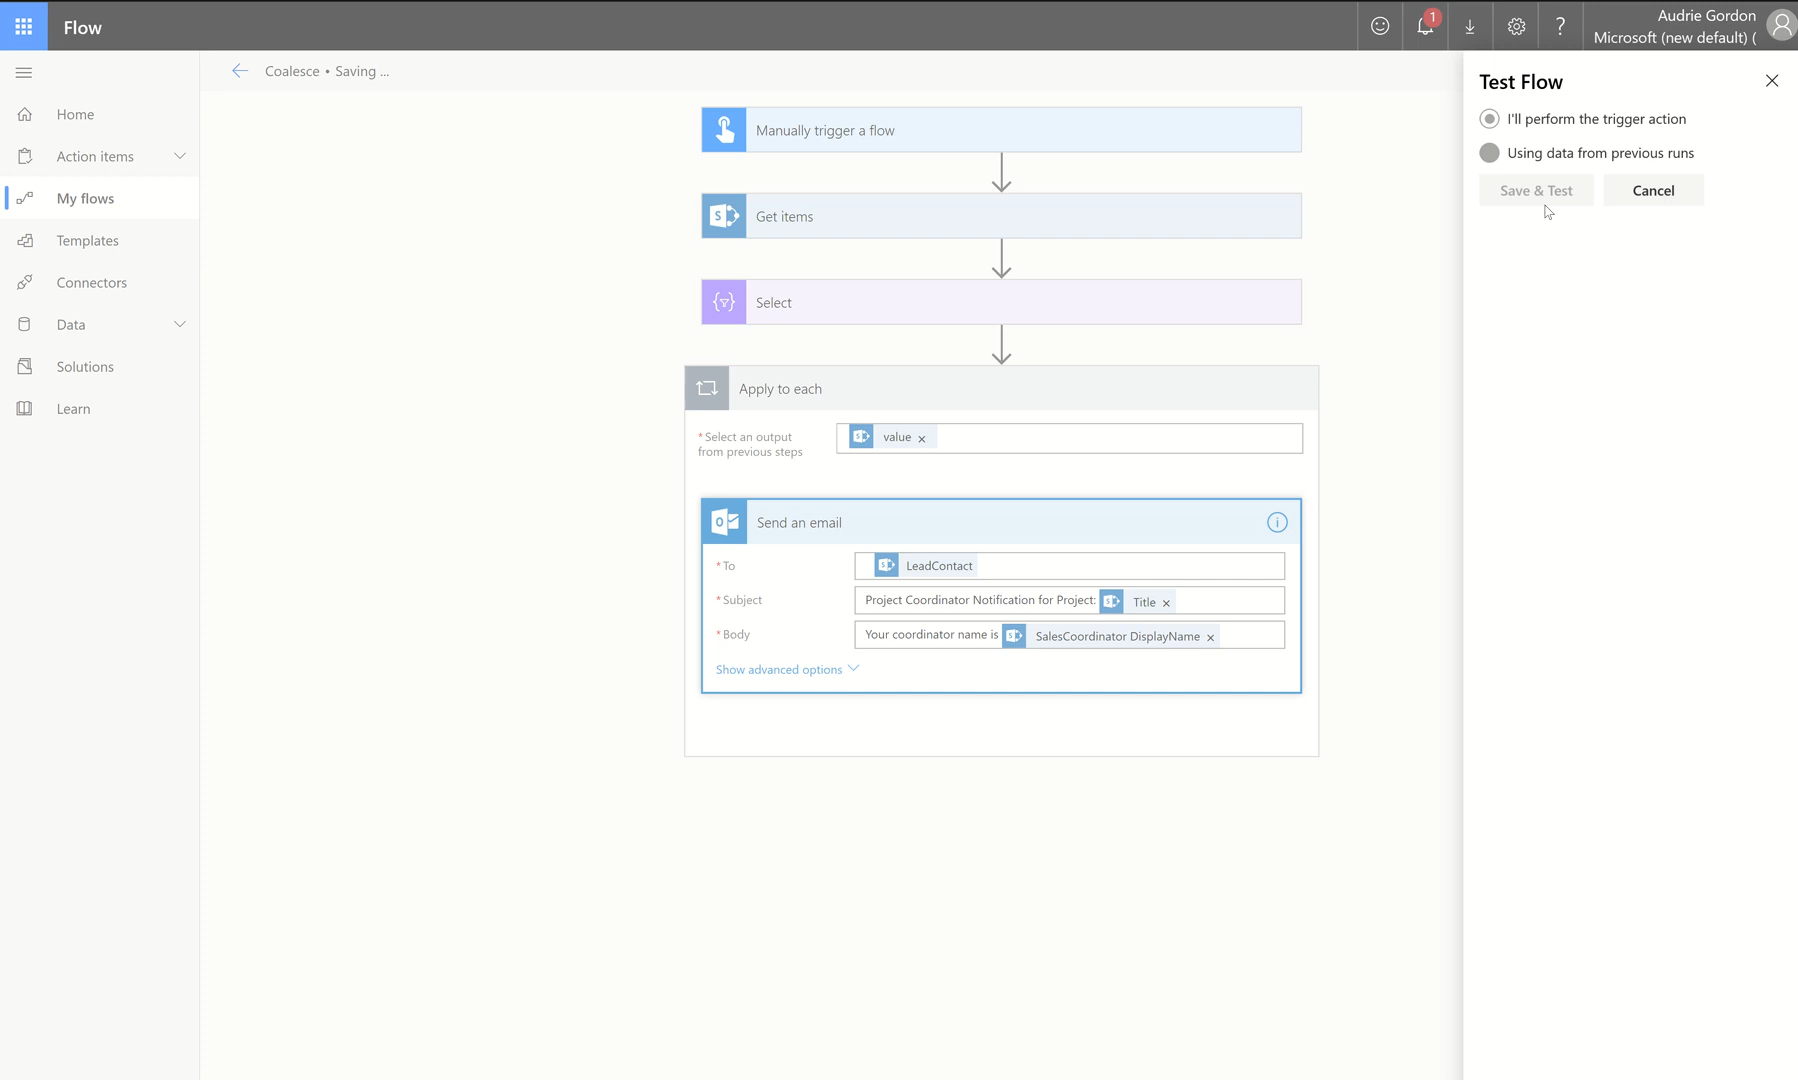 Flow
1
?
Audrie Gordon
Microsoft (new default) (
Coalesce • Saving ...
Home
Action items
My flows
Templates
Connectors
Data
Solutions
Learn
Manually trigger a flow
Get items
Select
Apply to each
* Select an output
from previous steps
value ×
Send an email
* To
LeadContact
* Subject
Project Coordinator Notification for Project: Title ×
* Body
Your coordinator name is SalesCoordinator DisplayName ×
Show advanced options
Test Flow
I'll perform the trigger action
Using data from previous runs
Save & Test
Cancel